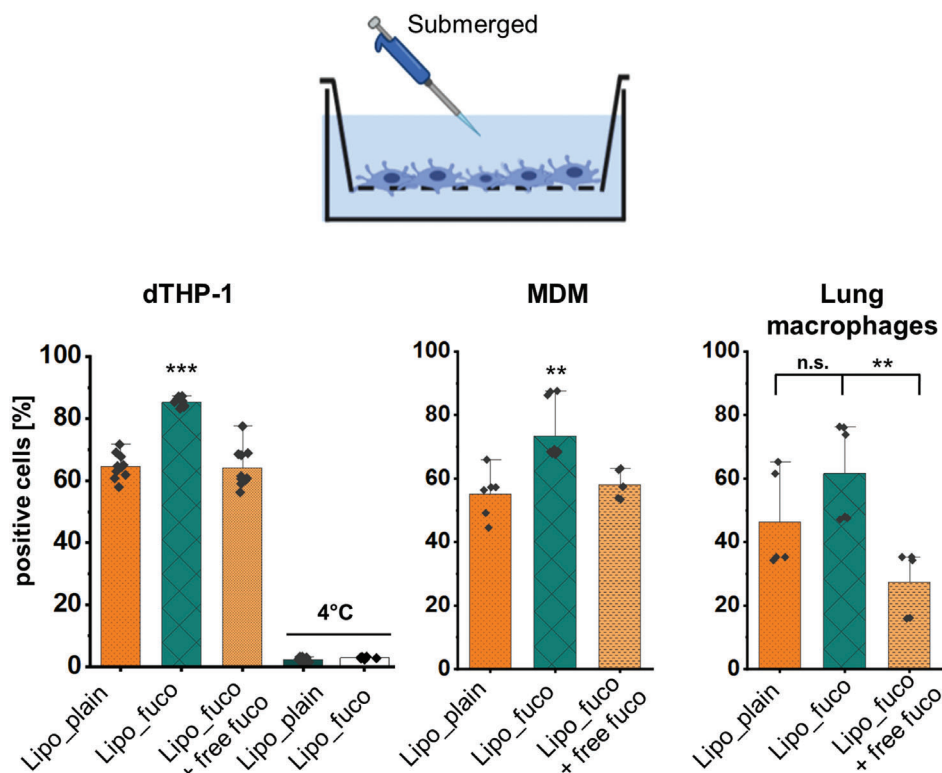 Submerged
dTHP-1
MDM
Lung
macrophages
positive cells [%]
100
80
60
40
20
0
***
4°C
Lipo_plain
Lipo_fuco
Lipo_fuco
+ free fuco
Lipo_plain
Lipo_fuco
100
80
60
40
20
0
**
Lipo_plain
Lipo_fuco
Lipo_fuco
+ free fuco
100
80
60
40
20
0
n.s.
**
Lipo_plain
Lipo_fuco
Lipo_fuco
+ free fuco